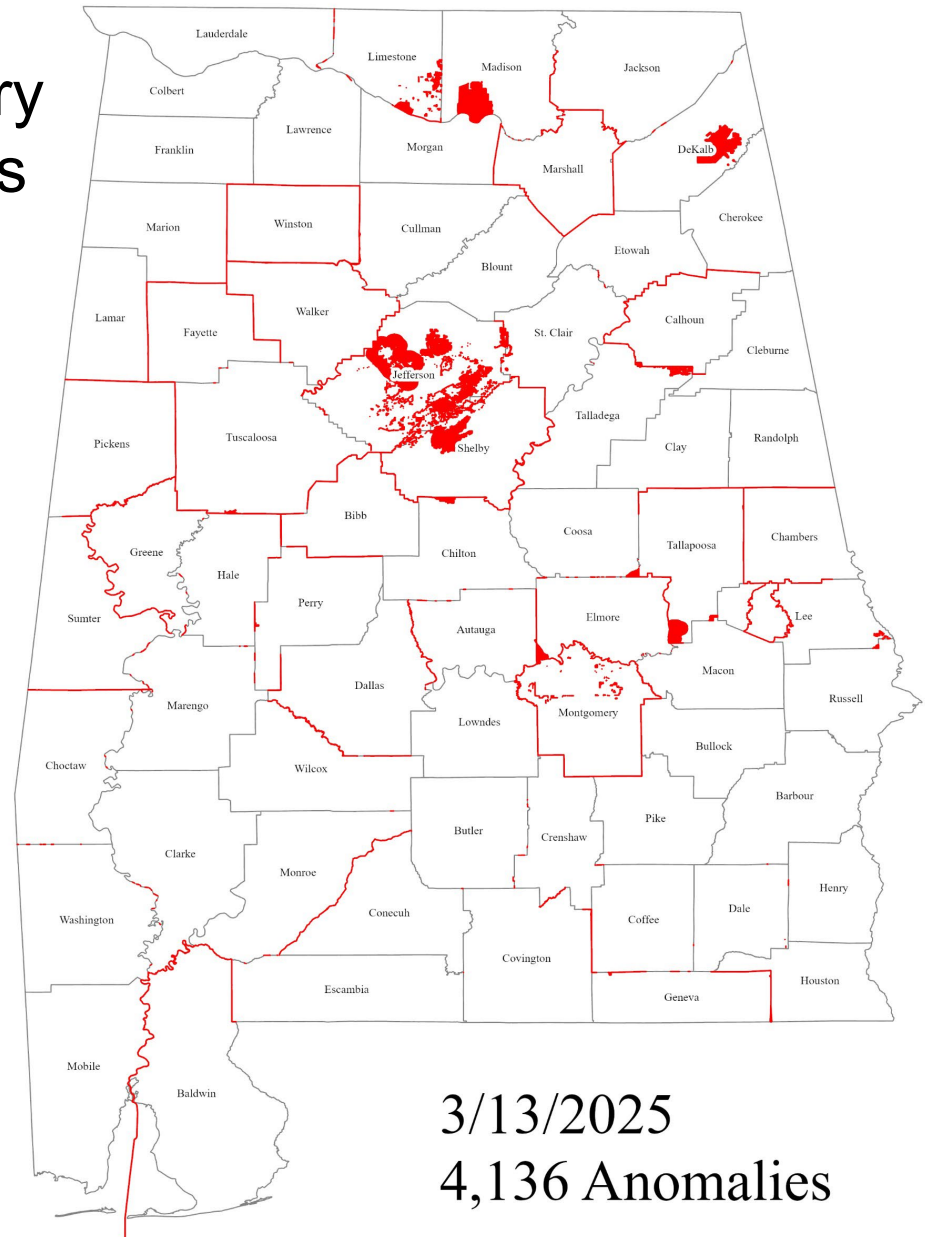 ry
s
Lauderdale
Limestone
Madison
Jackson
Colbert
Lawrence
Franklin
Morgan
DeKalb
Marshall
Marion
Winston
Cullman
Cherokee
Etowah
Blount
Lamar
Fayette
Walker
St. Clair
Calhoun
Cleburne
Jefferson
Talladega
Pickens
Tuscaloosa
Shelby
Clay
Randolph
Bibb
Coosa
Tallapoosa
Chambers
Greene
Chilton
Hale
Perry
Sumter
Autauga
Elmore
Lee
Macon
Dallas
Russell
Marengo
Lowndes
Montgomery
Bullock
Choctaw
Wilcox
Barbour
Butler
Crenshaw
Pike
Clarke
Monroe
Henry
Washington
Conecuh
Coffee
Dale
Covington
Escambia
Geneva
Houston
Mobile
Baldwin
3/13/2025
4,136 Anomalies